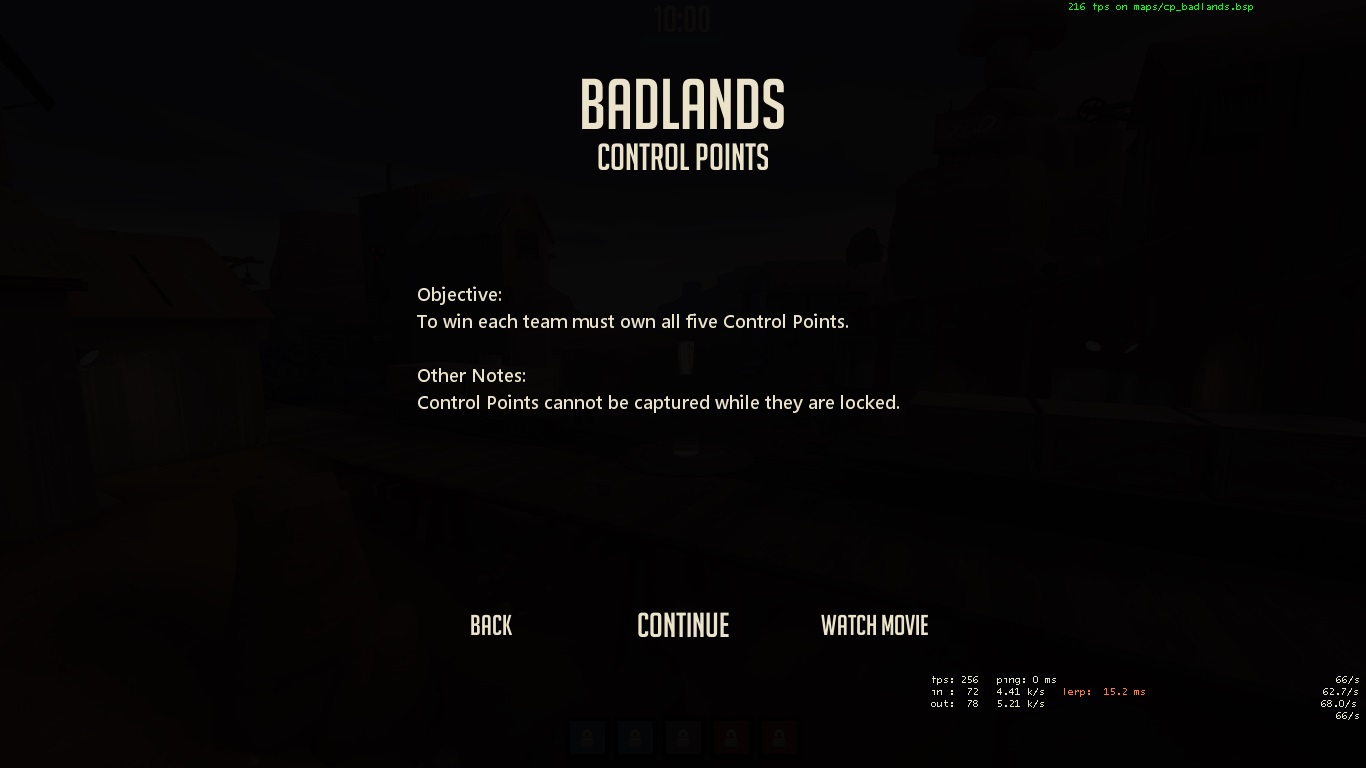 216 fps on maps/cp_badlands.bsp
10:00
BADLANDS
CONTROL POINTS
Objective:
To win each team must own all five Control Points.
Other Notes:
Control Points cannot be captured while they are locked.
BACK CONTINUE WATCH MOVIE
fps: 256 ping: 0 ms 66/s
in : 72 4.41 k/s lerp: 15.2 ms 62.7/s
out: 78 5.21 k/s 68.0/s
66/s